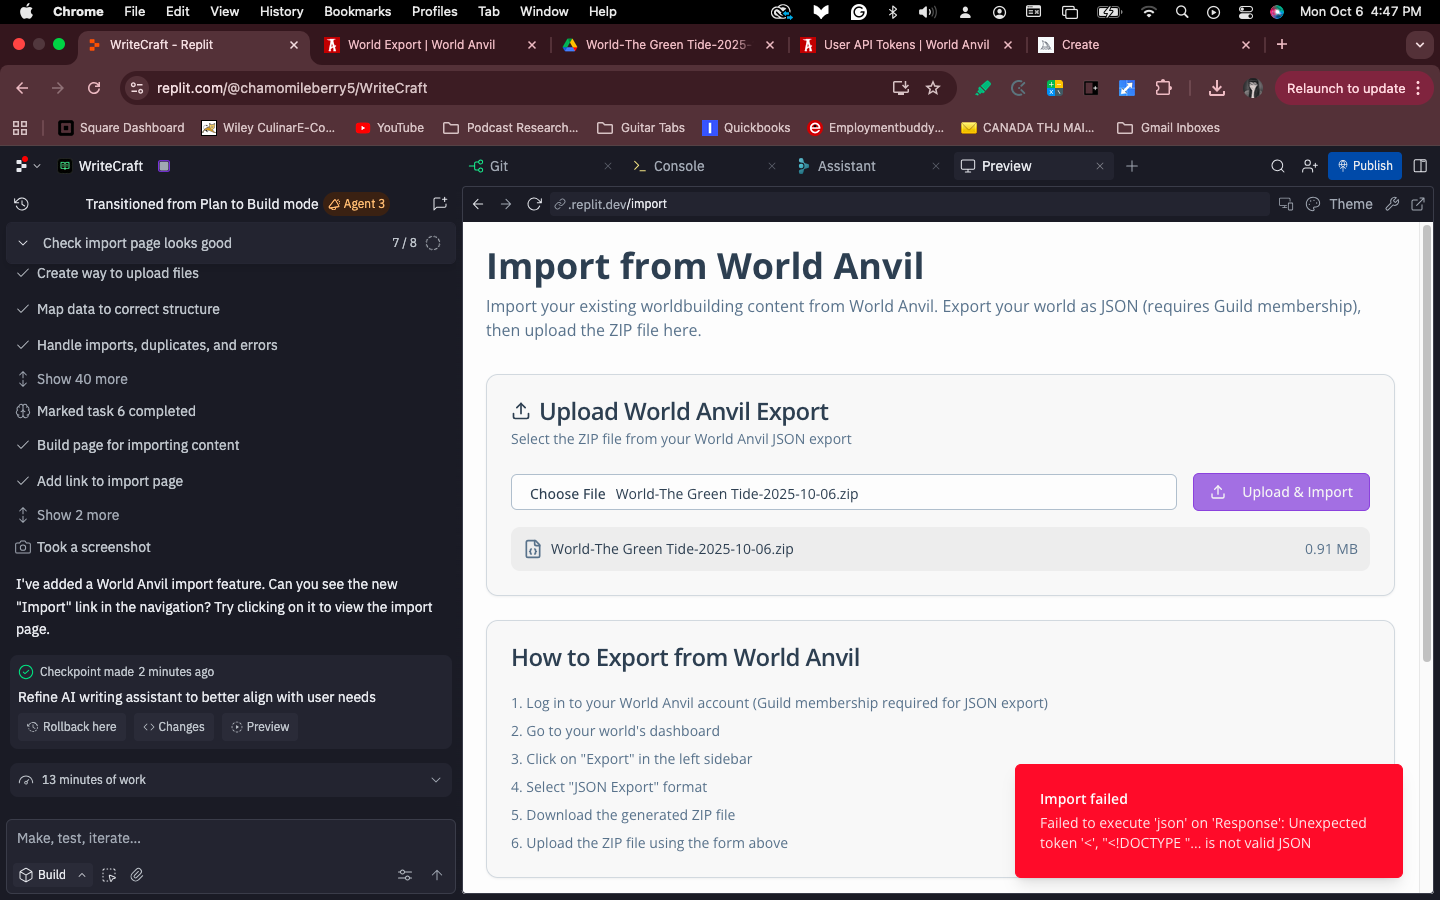 Chrome File Edit View History Bookmarks Profiles Tab Window Help Mon Oct 6 4:47 PM
WriteCraft - Replit
World Export | World Anvil
World-The Green Tide-2025-
User API Tokens | World Anvil
Create
replit.com/@chamomileberry5/WriteCraft
Relaunch to update
Square Dashboard
Wiley CulinarE-Co...
YouTube
Podcast Research...
Guitar Tabs
Quickbooks
Employmentbuddy...
CANADA THJ MAI...
Gmail Inboxes
WriteCraft
Git
Console
Assistant
Preview
Publish
Transitioned from Plan to Build mode
Agent 3
.replit.dev/import
Theme
Check import page looks good
7 / 8
Create way to upload files
Map data to correct structure
Handle imports, duplicates, and errors
Show 40 more
Marked task 6 completed
Build page for importing content
Add link to import page
Show 2 more
Took a screenshot
I've added a World Anvil import feature. Can you see the new
"Import" link in the navigation? Try clicking on it to view the import
page.
Checkpoint made 2 minutes ago
Refine AI writing assistant to better align with user needs
Rollback here
Changes
Preview
13 minutes of work
Make, test, iterate...
Build
Import from World Anvil
Import your existing worldbuilding content from World Anvil. Export your world as JSON (requires Guild membership),
then upload the ZIP file here.
Upload World Anvil Export
Select the ZIP file from your World Anvil JSON export
Choose File World-The Green Tide-2025-10-06.zip
Upload & Import
World-The Green Tide-2025-10-06.zip
0.91 MB
How to Export from World Anvil
1. Log in to your World Anvil account (Guild membership required for JSON export)
2. Go to your world's dashboard
3. Click on "Export" in the left sidebar
4. Select "JSON Export" format
5. Download the generated ZIP file
6. Upload the ZIP file using the form above
Import failed
Failed to execute 'json' on 'Response': Unexpected
token '<', "<!DOCTYPE "... is not valid JSON